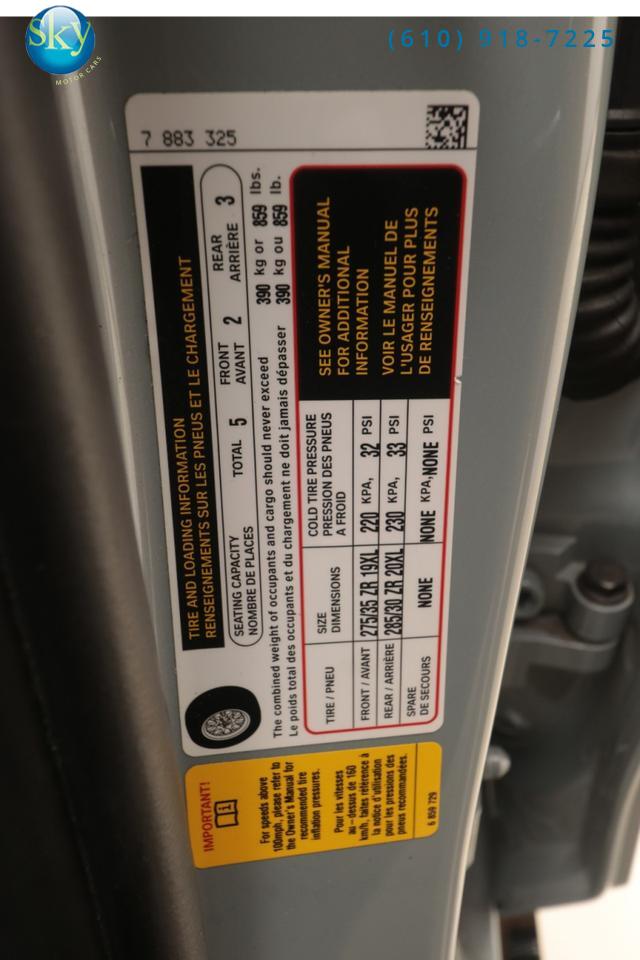 Sky
MOTOR CARS
(610) 918-7225
7 883 325
TIRE AND LOADING INFORMATION
RENSEIGNEMENTS SUR LES PNEUS ET LE CHARGEMENT
SEATING CAPACITY
NOMBRE DE PLACES
TOTAL 5
FRONT
AVANT
2
REAR
ARRIÈRE
3
The combined weight of occupants and cargo should never exceed 390 kg or 859 lbs.
Le poids total des occupants et du chargement ne doit jamais dépasser 390 kg ou 859 lb.
TIRE / PNEU
SIZE
DIMENSIONS
COLD TIRE PRESSURE
PRESSION DES PNEUS
A FROID
FRONT / AVANT 275/35 ZR 19XL 220 KPA, 32 PSI
REAR / ARRIÈRE 285/30 ZR 20XL 230 KPA, 33 PSI
SPARE
DE SECOURS
NONE NONE KPA, NONE PSI
SEE OWNER'S MANUAL
FOR ADDITIONAL
INFORMATION
VOIR LE MANUEL DE
L'USAGER POUR PLUS
DE RENSEIGNEMENTS
IMPORTANT!
For speeds above
100mph, please refer to
the Owner's Manual for
recommended tire
inflation pressures.
Pour les vitesses
au-dessus de 160
km/h, faites référence à
la notice d'utilisation
pour les pressions des
pneus recommandées.
6 859 729